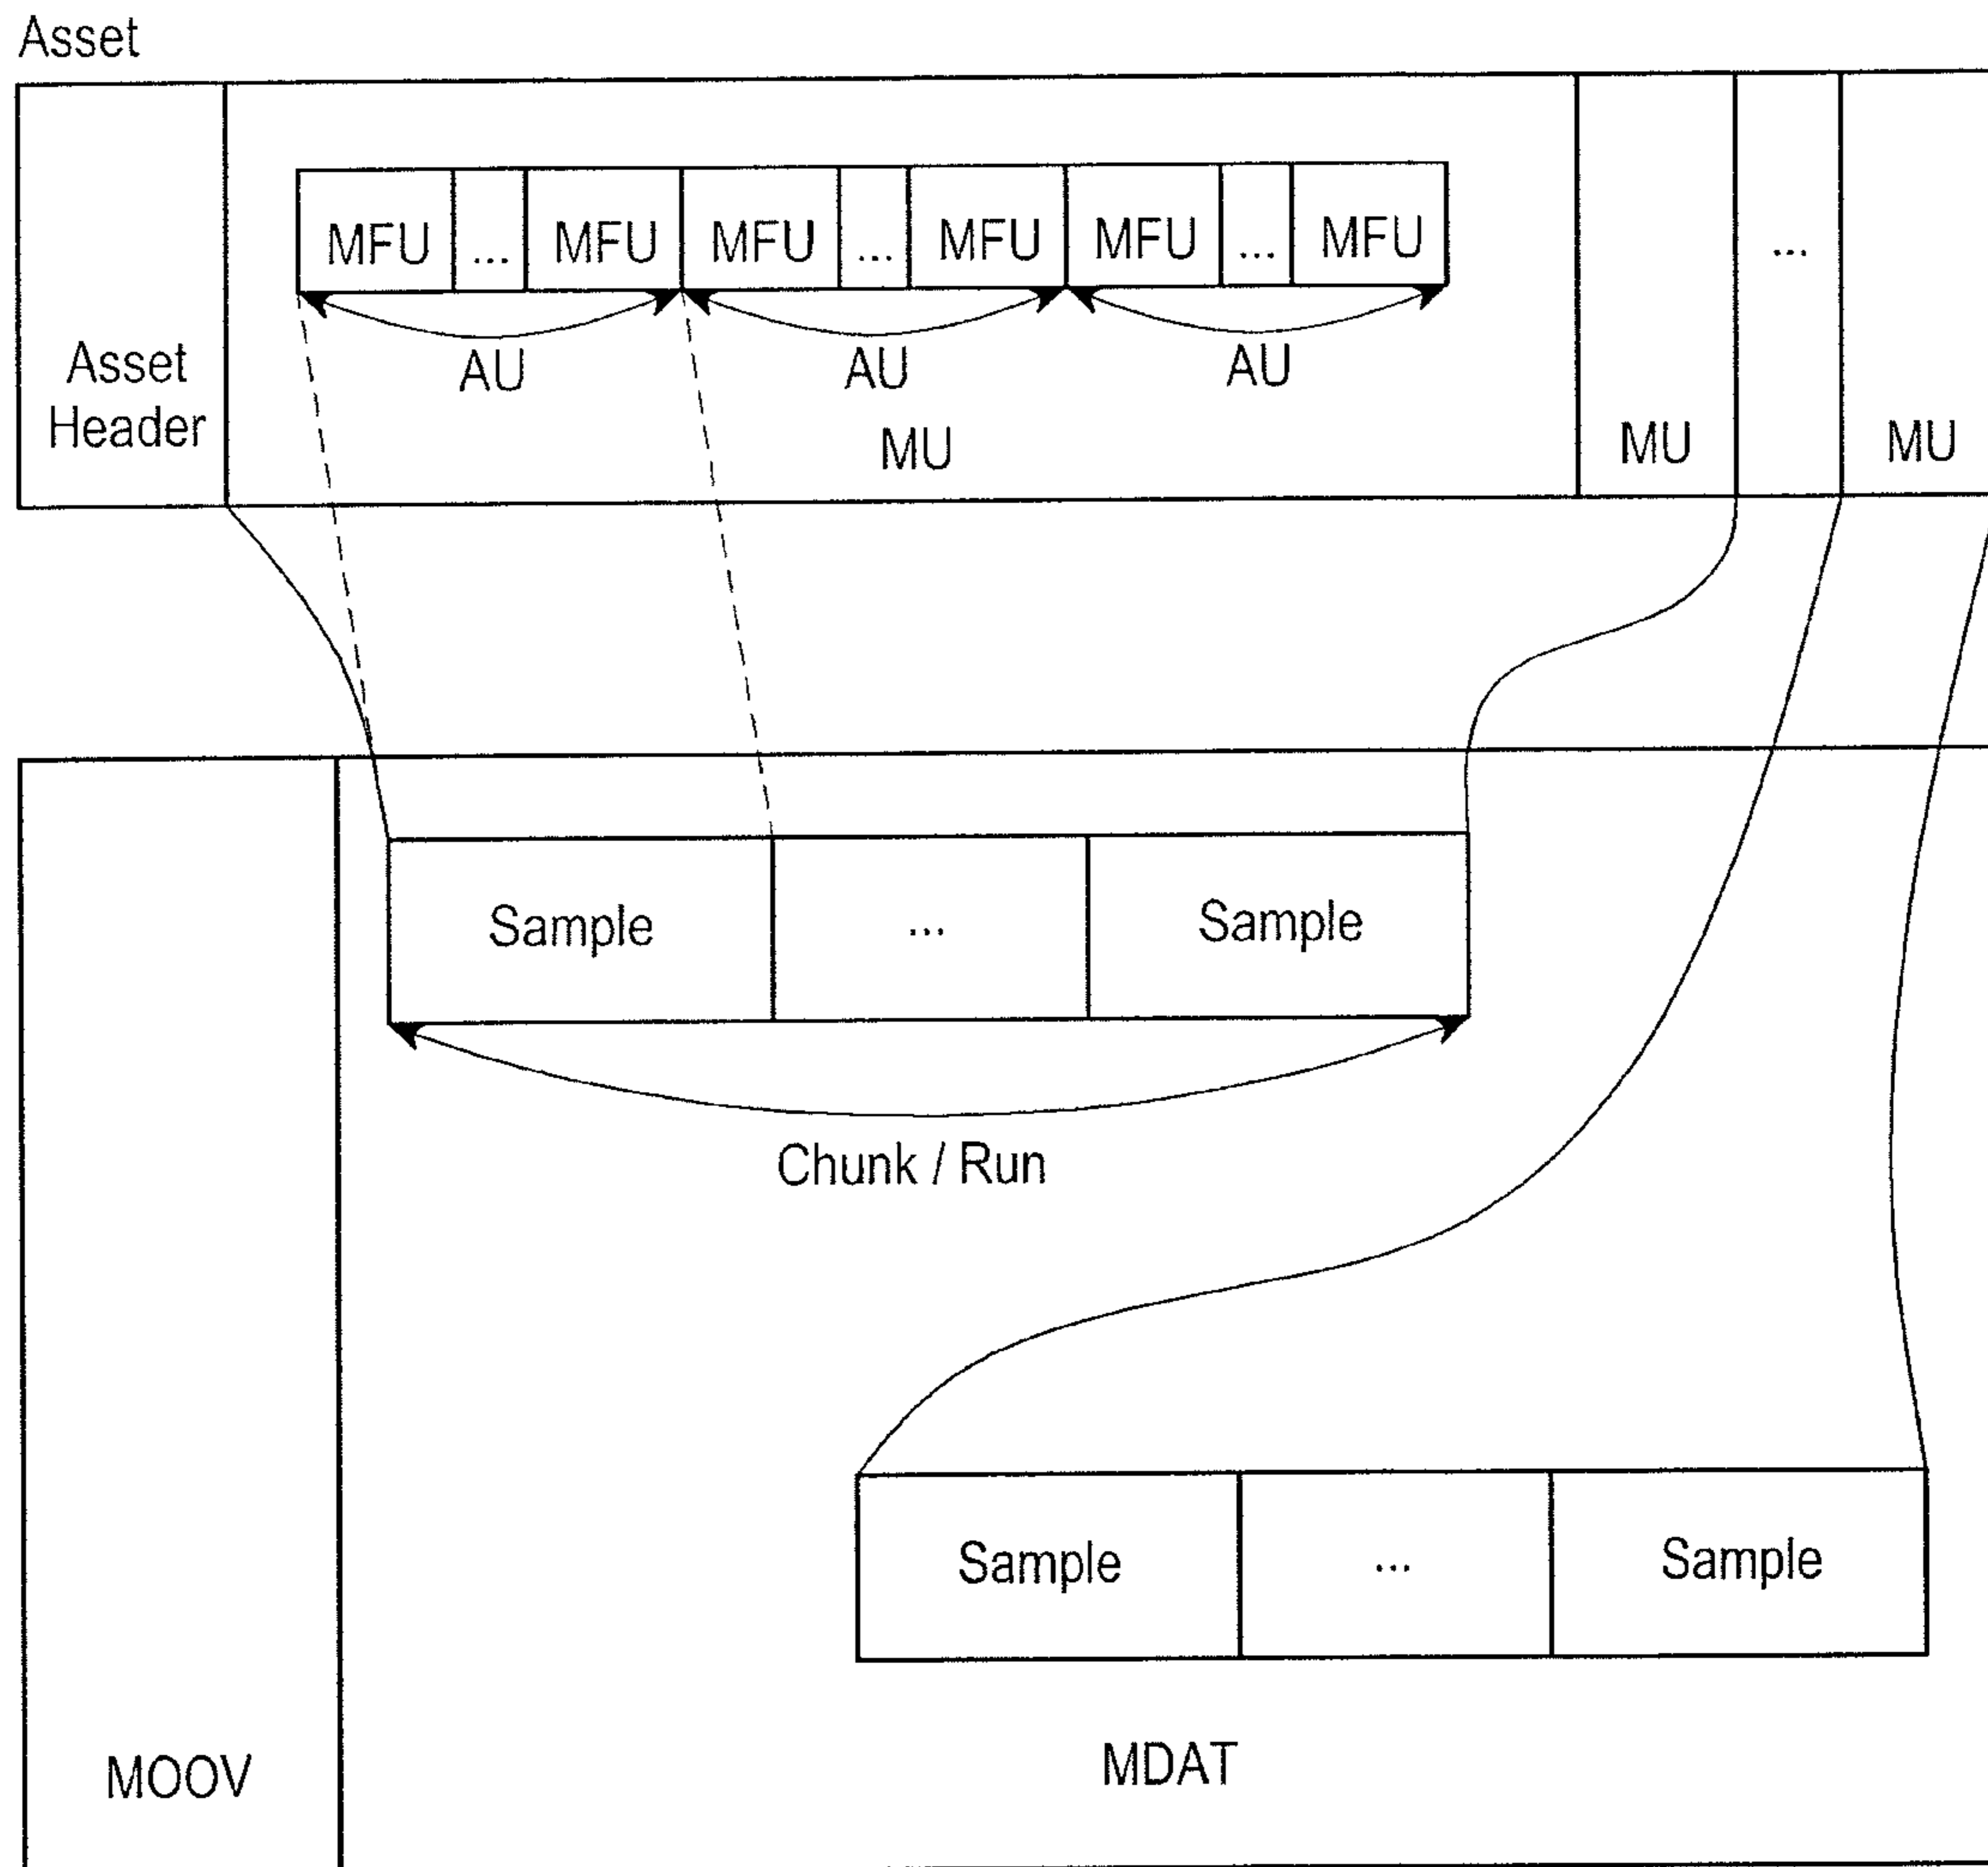 Asset
MFU ... MFU MFU ... MFU MFU ... MFU
...
AU AU AU
Asset
Header
MU MU MU
Sample ... Sample
Chunk / Run
Sample ... Sample
MOOV MDAT